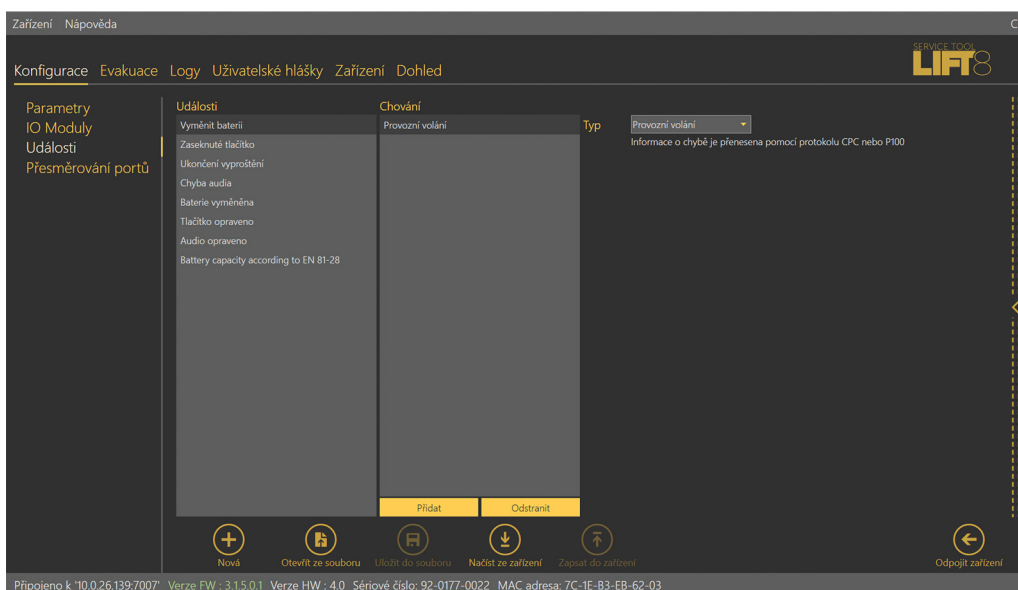 Zařízení Nápověda
C
SERVICE TOOL
LIFT8
Konfigurace Evakuace Logy Uživatelské hlášky Zařízení Dohled
Parametry
IO Moduly
Události
Přesměrování portů
Události
Vyměnit baterii
Zaseknuté tlačítko
Ukončení vyproštění
Chyba audia
Baterie vyměněna
Tlačítko opraveno
Audio opraveno
Battery capacity according to EN 81-28
Chování
Provozní volání
Typ Provozní volání
Informace o chybě je přenesena pomocí protokolu CPC nebo P100
Přidat Odstranit
Nová Otevřít ze souboru Uložit do souboru Načíst ze zařízení Zapsat do zařízení Odpojit zařízení
Připojeno k '10.0.26.139:7007' Verze FW : 3.1.5.0.1 Verze HW : 4.0 Sériové číslo: 92-0177-0022 MAC adresa: 7C-1E-B3-EB-62-03